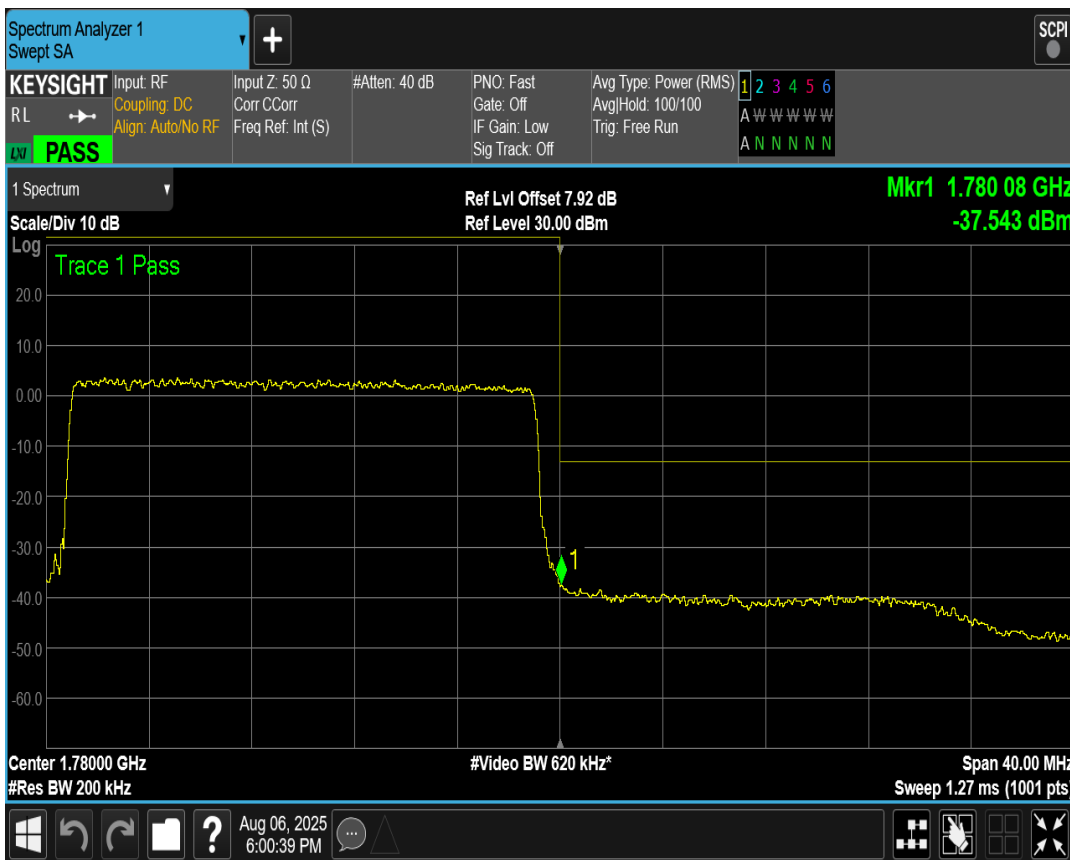 Spectrum Analyzer 1
Swept SA
+
SCPI
KEYSIGHT
R L
LXI PASS
Input: RF
Coupling: DC
Align: Auto/No RF
Input Z: 50 Ω
Corr CCorr
Freq Ref: Int (S)
#Atten: 40 dB
PNO: Fast
Gate: Off
IF Gain: Low
Sig Track: Off
Avg Type: Power (RMS)
Avg|Hold: 100/100
Trig: Free Run
1 2 3 4 5 6
A W W W W W
A N N N N N
1 Spectrum
Scale/Div 10 dB
Ref Lvl Offset 7.92 dB
Ref Level 30.00 dBm
Mkr1 1.780 08 GHz
-37.543 dBm
Log
Trace 1 Pass
20.0
10.0
0.00
-10.0
-20.0
-30.0
1
-40.0
-50.0
-60.0
Center 1.78000 GHz
#Video BW 620 kHz*
Span 40.00 MHz
#Res BW 200 kHz
Sweep 1.27 ms (1001 pts)
?
Aug 06, 2025
6:00:39 PM